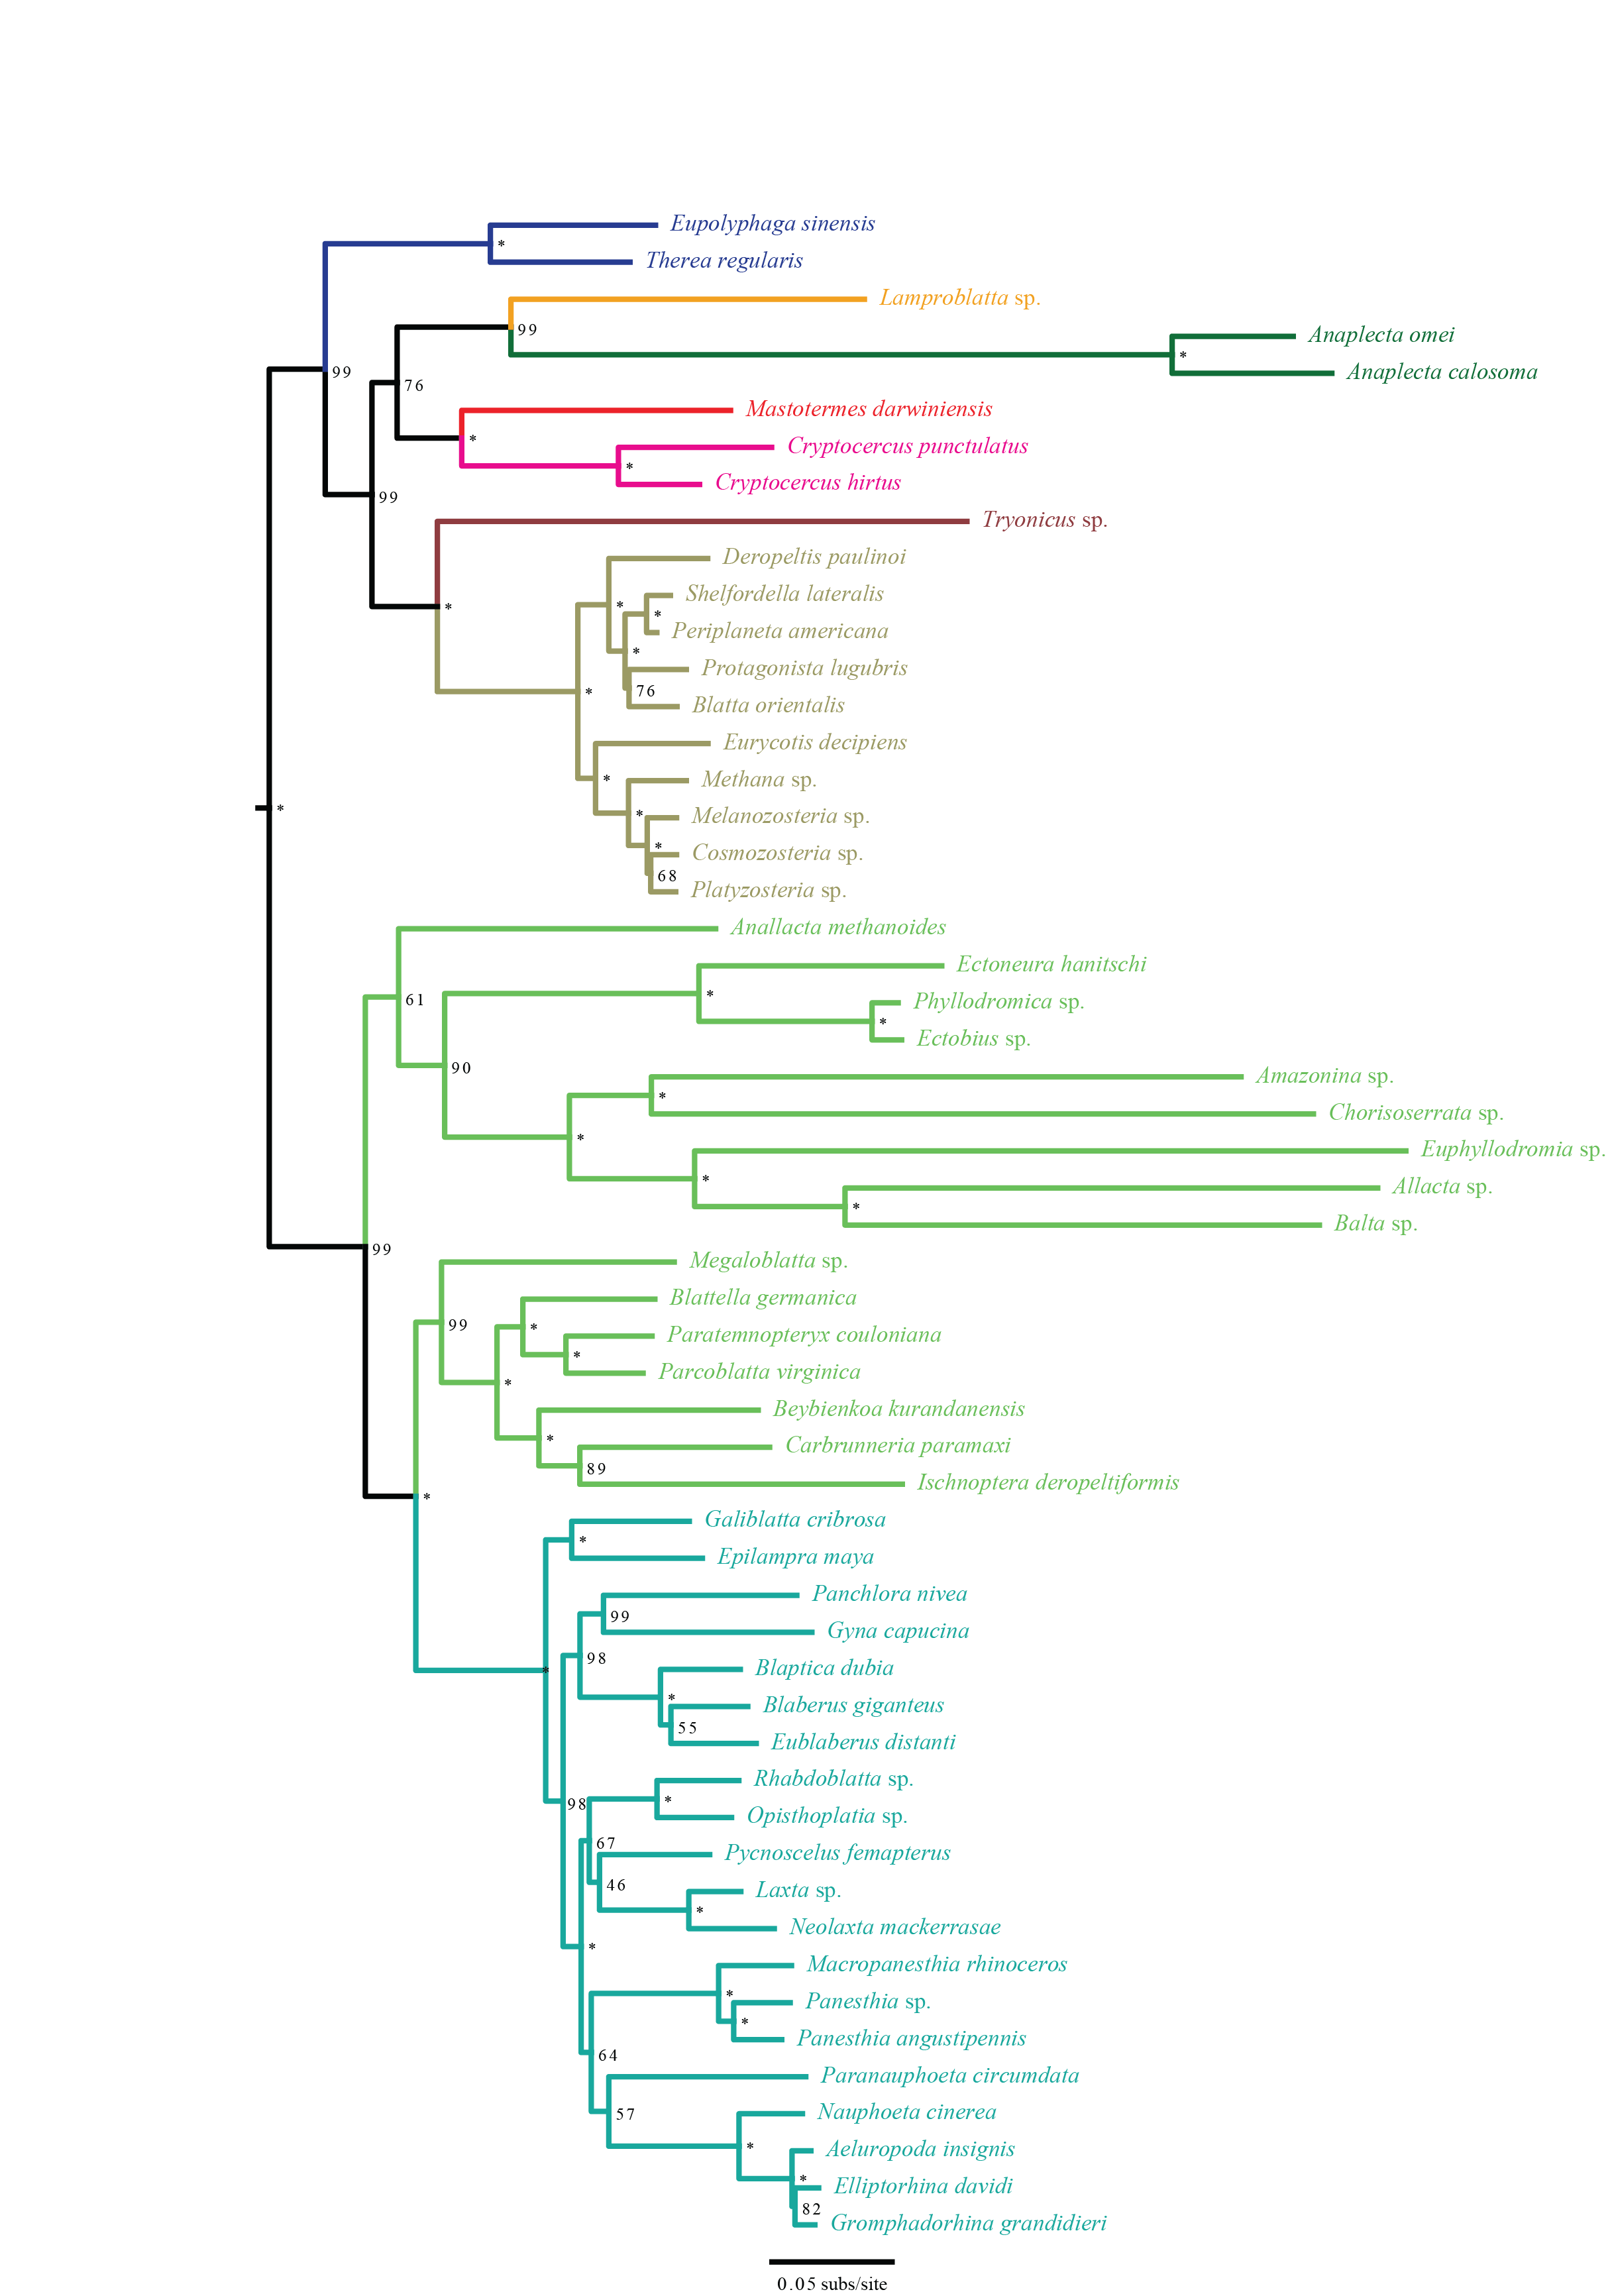 Eupolyphaga sinensis
*
Therea regularis
Lamproblatta sp.
99
Anaplecta omei
*
Anaplecta calosoma
99
76
Mastotermes darwiniensis
*
Cryptocercus punctulatus
*
Cryptocercus hirtus
99
Tryonicus sp.
Deropeltis paulinoi
Shelfordella lateralis
*
*
*
Periplaneta americana
*
Protagonista lugubris
*
76
Blatta orientalis
Eurycotis decipiens
*
Methana sp.
*
*
Melanozosteria sp.
*
Cosmozosteria sp.
68
Platyzosteria sp.
Anallacta methanoides
Ectoneura hanitschi
*
61
Phyllodromica sp.
*
Ectobius sp.
90
Amazonina sp.
*
Chorisoserrata sp.
*
Euphyllodromia sp.
*
Allacta sp.
*
Balta sp.
99
Megaloblatta sp.
Blattella germanica
99
*
Paratemnopteryx couloniana
*
Parcoblatta virginica
*
Beybienkoa kurandanensis
*
Carbrunneria paramaxi
89
Ischnoptera deropeltiformis
*
Galiblatta cribrosa
*
Epilampra maya
Panchlora nivea
99
Gyna capucina
98
Blaptica dubia
*
*
Blaberus giganteus
55
Eublaberus distanti
Rhabdoblatta sp.
*
98
Opisthoplatia sp.
67
Pycnoscelus femapterus
46
Laxta sp.
*
Neolaxta mackerrasae
*
Macropanesthia rhinoceros
*
Panesthia sp.
*
Panesthia angustipennis
64
Paranauphoeta circumdata
57
Nauphoeta cinerea
*
Aeluropoda insignis
*
Elliptorhina davidi
82
Gromphadorhina grandidieri
0.05 subs/site